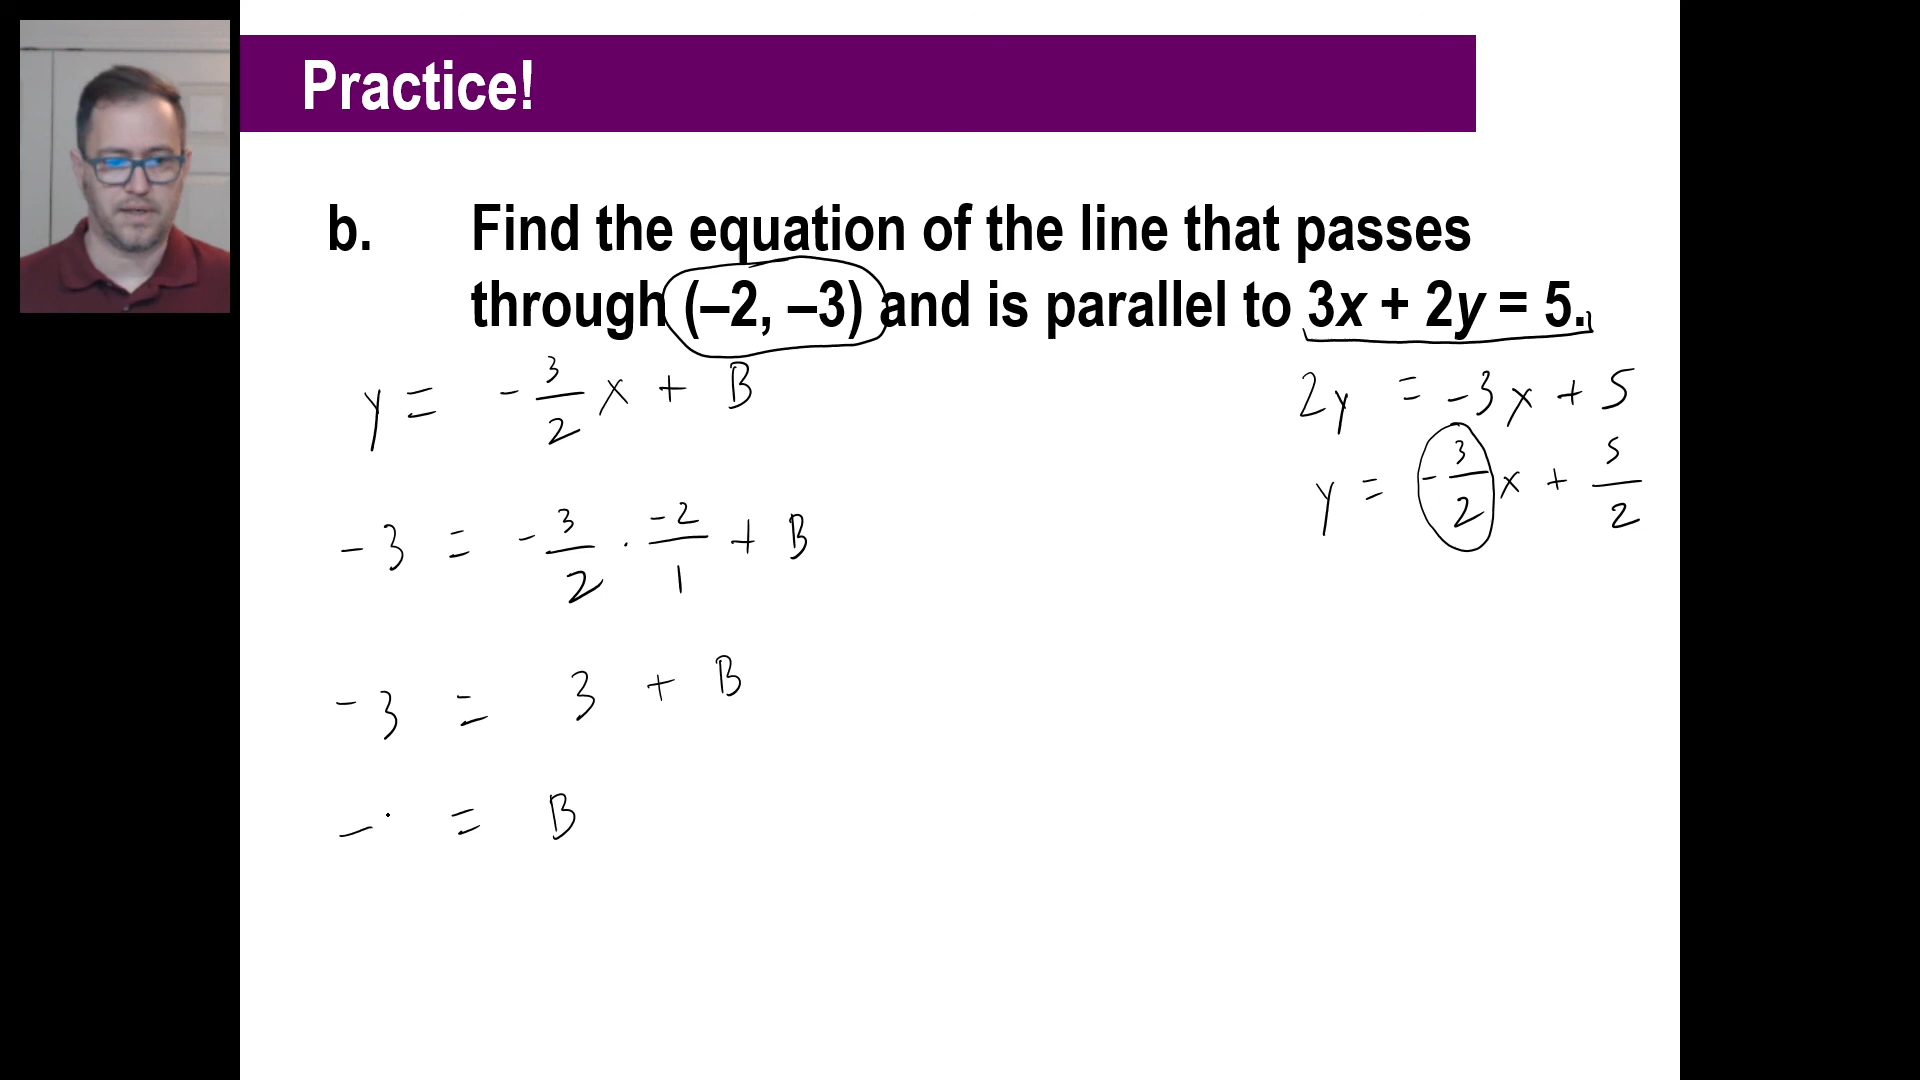 Practice!
b. Find the equation of the line that passes
through (–2, –3) and is parallel to 3x + 2y = 5.
y = -3/2 x + B
2y = -3x + 5
y = -3/2 x + 5/2
-3 = -3/2 · -2/1 + B
-3 = 3 + B
- = B